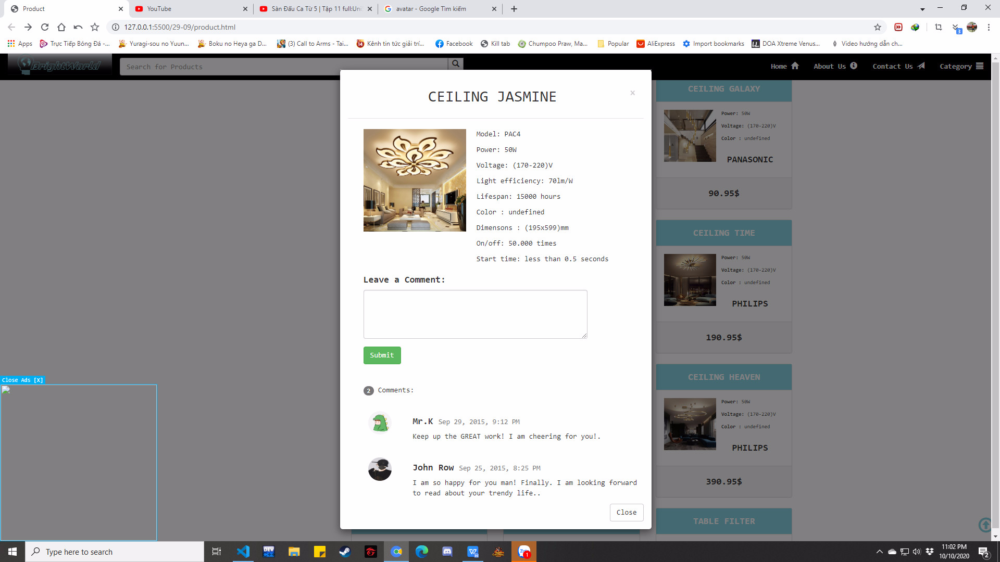 Product
YouTube
Sàn Đấu Ca Từ 5 | Tập 11 full:Uni
avatar - Google Tìm kiếm
127.0.0.1:5500/29-09/product.html
3
Apps
Trực Tiếp Bóng Đá -...
Yuragi-sou no Yuun...
Boku no Heya ga D...
(3) Call to Arms - Tai...
Kênh tin tức giải trí...
Facebook
Kill tab
Chumpoo Praw, Ma...
Popular
AliExpress
Import bookmarks
DOA Xtreme Venus...
Video hướng dẫn ch...
BrightWorld
Search for Products
Home
About Us
Contact Us
Category
CEILING JASMINE
×
Model: PAC4
Power: 50W
Voltage: (170-220)V
Light efficiency: 70lm/W
Lifespan: 15000 hours
Color : undefined
Dimensons : (195x599)mm
On/off: 50.000 times
Start time: less than 0.5 seconds
Leave a Comment:
Submit
2 Comments:
Mr.K Sep 29, 2015, 9:12 PM
Keep up the GREAT work! I am cheering for you!.
John Row Sep 25, 2015, 8:25 PM
I am so happy for you man! Finally. I am looking forward
to read about your trendy life..
Close
CEILING GALAXY
Power: 50W
Voltage: (170-220)V
Color : undefined
PANASONIC
90.95$
CEILING TIME
Power: 50W
Voltage: (170-220)V
Color : undefined
PHILIPS
190.95$
CEILING HEAVEN
Power: 50W
Voltage: (170-220)V
Color : undefined
PHILIPS
390.95$
TABLE FILTER
Close Ads [X]
Type here to search
DEV
1
11:02 PM
10/10/2020
2